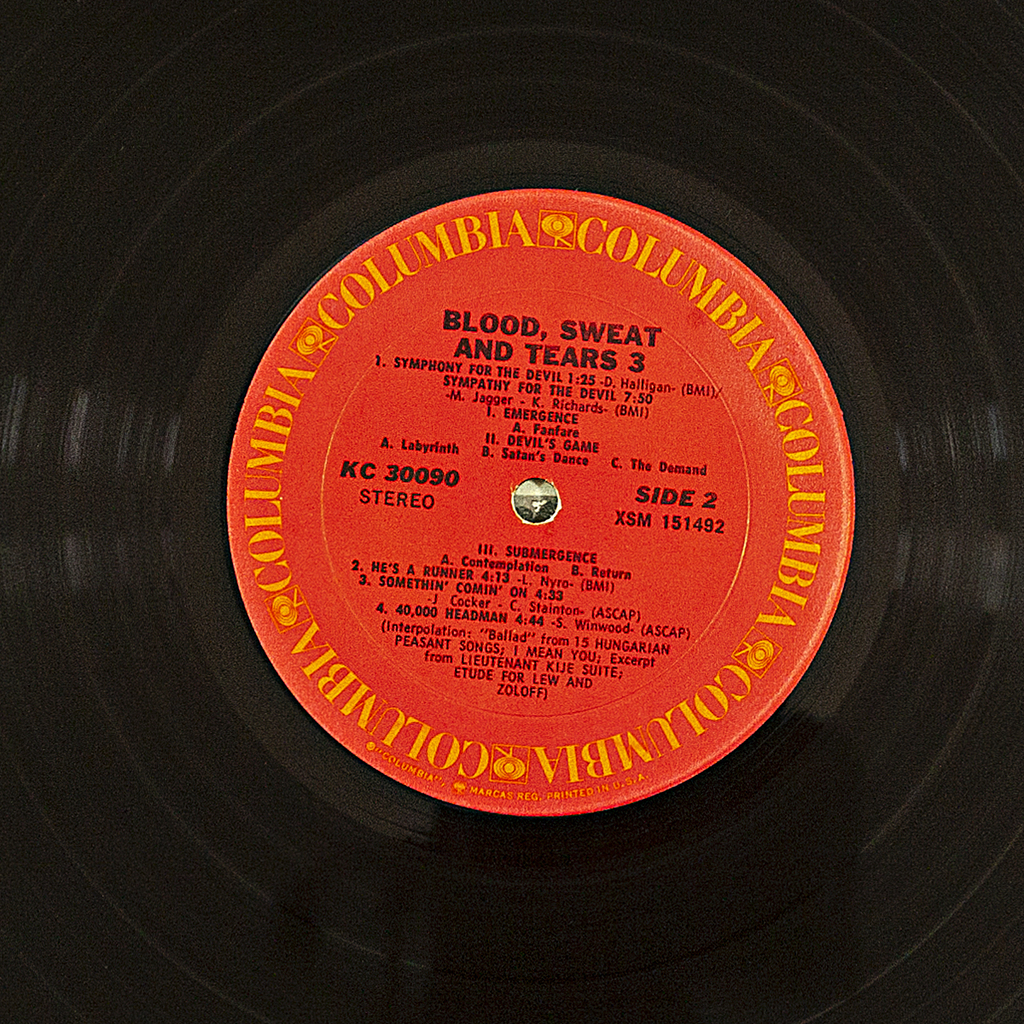 COLUMBIA COLUMBIA COLUMBIA COLUMBIA COLUMBIA COLUMBIA
BLOOD, SWEAT
AND TEARS 3
1. SYMPHONY FOR THE DEVIL 1:25 -D. Halligan- (BMI)/
SYMPATHY FOR THE DEVIL 7:50
-M. Jagger - K. Richards- (BMI)
I. EMERGENCE
A. Fanfare
II. DEVIL'S GAME
A. Labyrinth B. Satan's Dance C. The Demand
KC 30090
STEREO
SIDE 2
XSM 151492
III. SUBMERGENCE
A. Contemplation B. Return
2. HE'S A RUNNER 4:13 -L. Nyro- (BMI)
3. SOMETHIN' COMIN' ON 4:33
-J. Cocker - C. Stainton- (ASCAP)
4. 40,000 HEADMAN 4:44 -S. Winwood- (ASCAP)
(Interpolation: "Ballad" from 15 HUNGARIAN
PEASANT SONGS; I MEAN YOU; Excerpt
from LIEUTENANT KIJE SUITE;
ETUDE FOR LEW AND
ZOLOFF)
COLUMBIA COLUMBIA
® "COLUMBIA", MARCAS REG. PRINTED IN U.S.A.